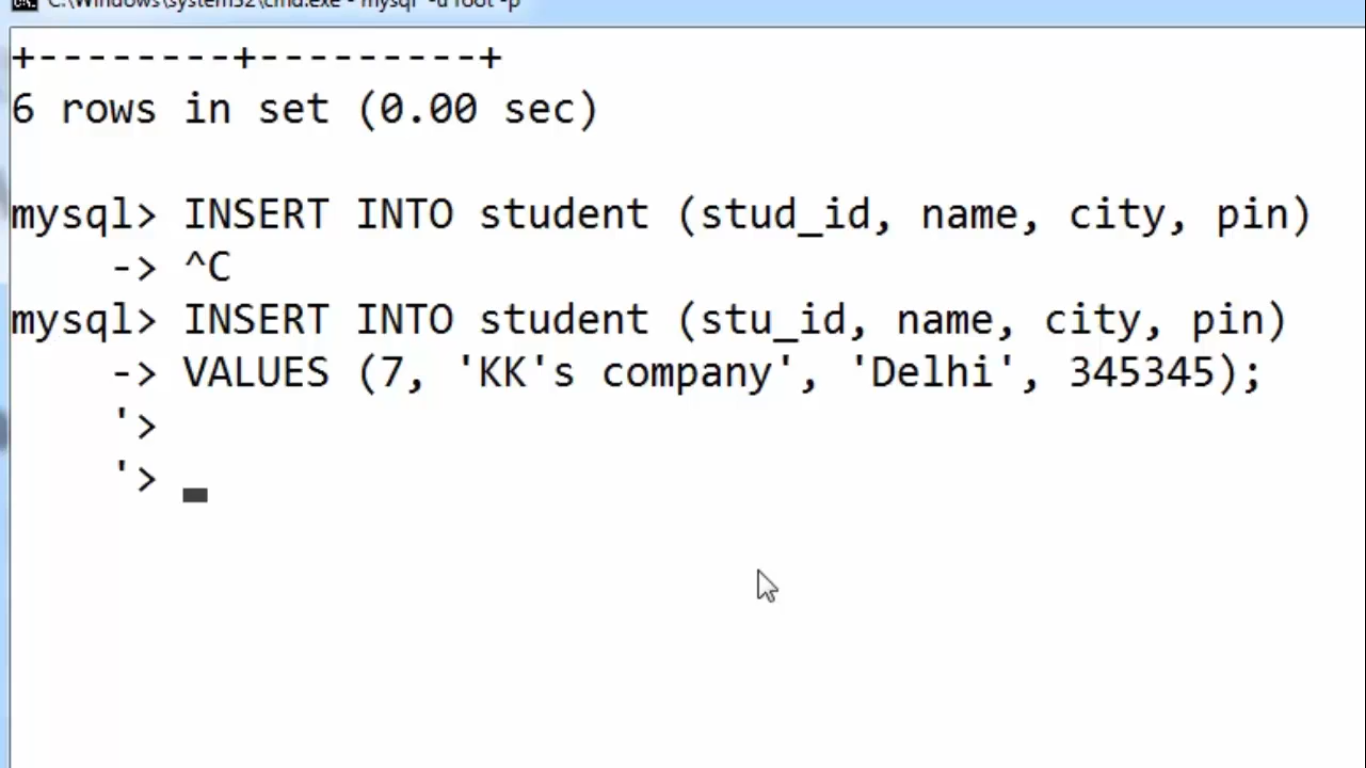 C:\Windows\system32\cmd.exe - mysql -u root -p
+--------+---------+
6 rows in set (0.00 sec)
mysql> INSERT INTO student (stud_id, name, city, pin)
    -> ^C
mysql> INSERT INTO student (stu_id, name, city, pin)
    -> VALUES (7, 'KK's company', 'Delhi', 345345);
    '>
    '>